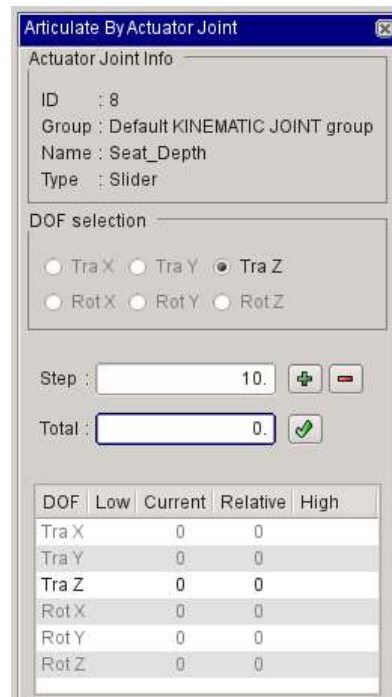 Articulate By Actuator Joint
Actuator Joint Info
ID : 8
Group : Default KINEMATIC JOINT group
Name : Seat_Depth
Type : Slider
DOF selection
Tra X Tra Y Tra Z
Rot X Rot Y Rot Z
Step : 10.
Total : 0.
DOF Low Current Relative High
Tra X 0 0
Tra Y 0 0
Tra Z 0 0
Rot X 0 0
Rot Y 0 0
Rot Z 0 0